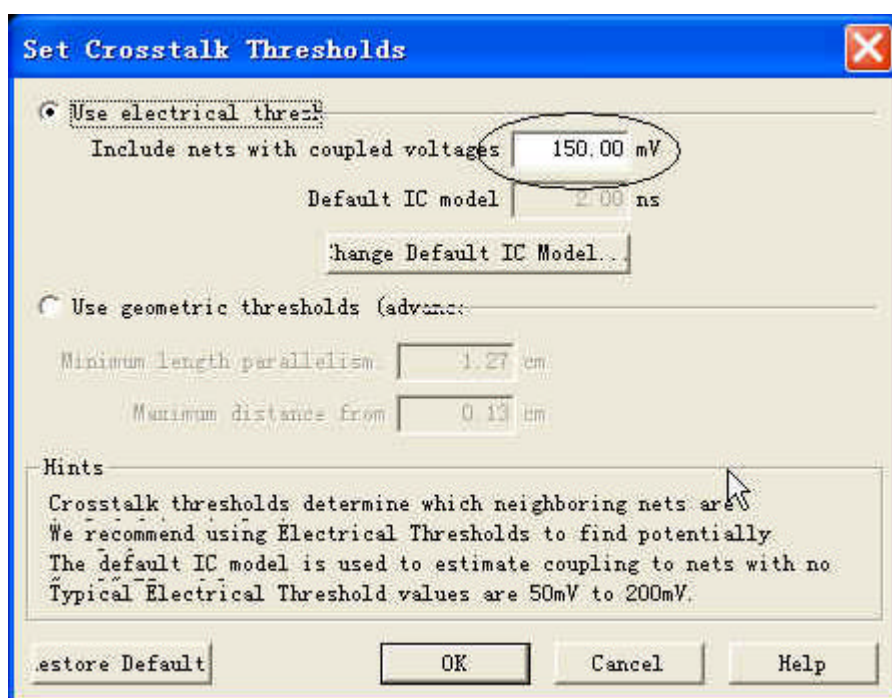 Set Crosstalk Thresholds
Use electrical thresh
Include nets with coupled voltages 150.00 mV
Default IC model 2.00 ns
Change Default IC Model...
Use geometric thresholds (advanc
Minimum length parallelism 1.27 cm
Maximum distance from 0.13 cm
Hints
Crosstalk thresholds determine which neighboring nets are
We recommend using Electrical Thresholds to find potentially
The default IC model is used to estimate coupling to nets with no
Typical Electrical Threshold values are 50mV to 200mV.
estore Default
OK
Cancel
Help